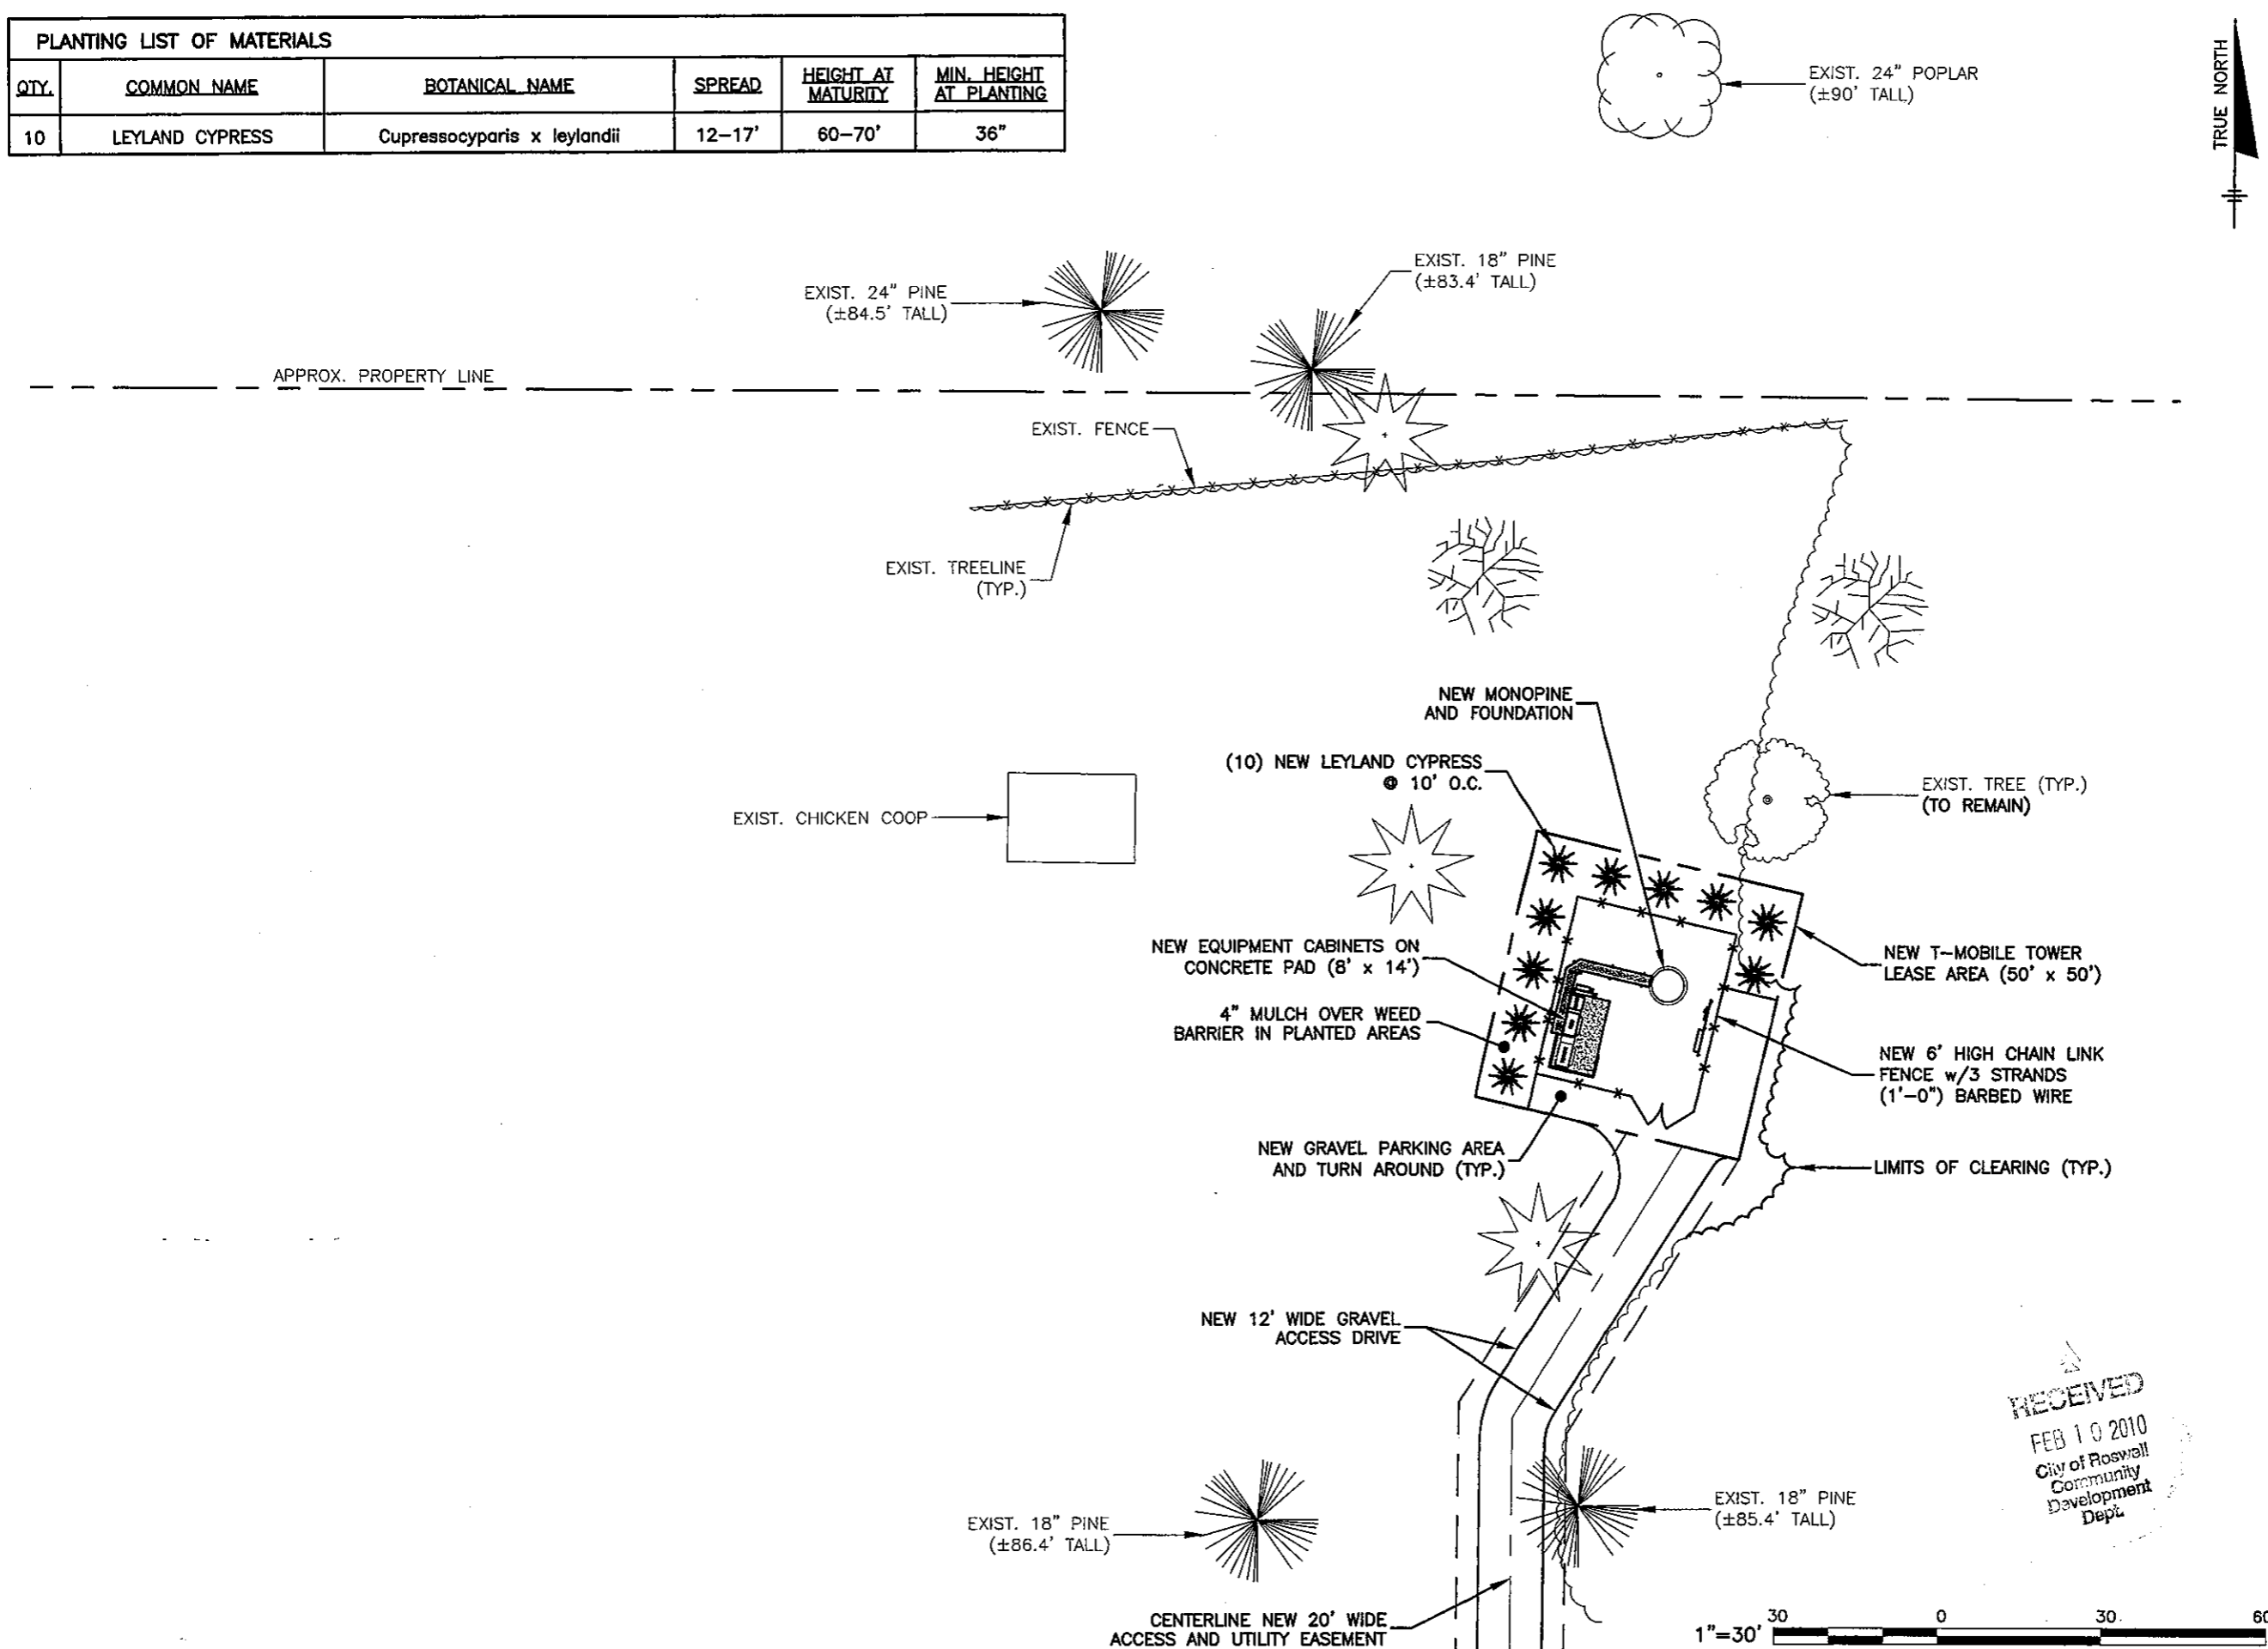 PLANTING LIST OF MATERIALS
QTY. COMMON NAME BOTANICAL NAME SPREAD HEIGHT AT MATURITY MIN. HEIGHT AT PLANTING
10 LEYLAND CYPRESS Cupressocyparis x leylandii 12-17' 60-70' 36"
EXIST. 24" POPLAR
(±90' TALL)
TRUE NORTH
EXIST. 24" PINE
(±84.5' TALL)
EXIST. 18" PINE
(±83.4' TALL)
APPROX. PROPERTY LINE
EXIST. FENCE
EXIST. TREELINE
(TYP.)
NEW MONOPINE
AND FOUNDATION
(10) NEW LEYLAND CYPRESS
@ 10' O.C.
EXIST. CHICKEN COOP
EXIST. TREE (TYP.)
(TO REMAIN)
NEW EQUIPMENT CABINETS ON
CONCRETE PAD (8' x 14')
NEW T-MOBILE TOWER
LEASE AREA (50' x 50')
4" MULCH OVER WEED
BARRIER IN PLANTED AREAS
NEW 6' HIGH CHAIN LINK
FENCE w/3 STRANDS
(1'-0") BARBED WIRE
NEW GRAVEL PARKING AREA
AND TURN AROUND (TYP.)
LIMITS OF CLEARING (TYP.)
NEW 12' WIDE GRAVEL
ACCESS DRIVE
RECEIVED
FEB 10 2010
City of Roswell
Community
Development
Dept.
EXIST. 18" PINE
(±86.4' TALL)
EXIST. 18" PINE
(±85.4' TALL)
CENTERLINE NEW 20' WIDE
ACCESS AND UTILITY EASEMENT
30 0 30 60
1"=30'